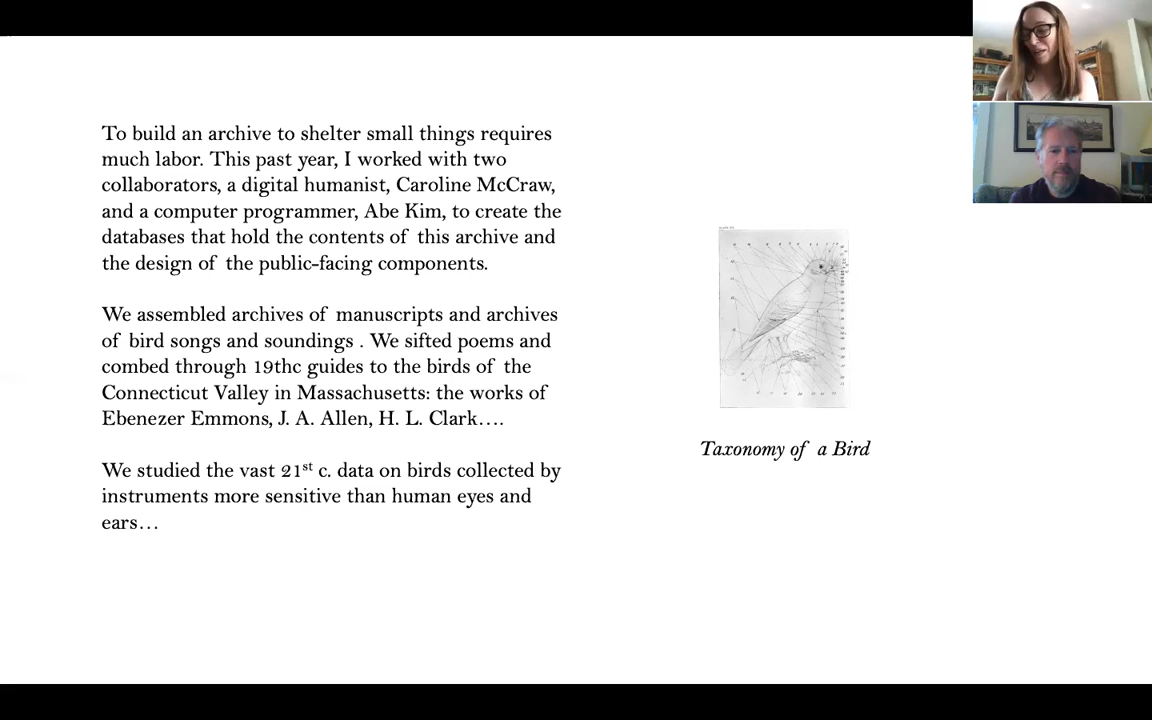 To build an archive to shelter small things requires
much labor. This past year, I worked with two
collaborators, a digital humanist, Caroline McCraw,
and a computer programmer, Abe Kim, to create the
databases that hold the contents of this archive and
the design of the public-facing components.
We assembled archives of manuscripts and archives
of bird songs and soundings . We sifted poems and
combed through 19thc guides to the birds of the
Connecticut Valley in Massachusetts: the works of
Ebenezer Emmons, J. A. Allen, H. L. Clark….
We studied the vast 21st c. data on birds collected by
instruments more sensitive than human eyes and
ears…
Taxonomy of a Bird